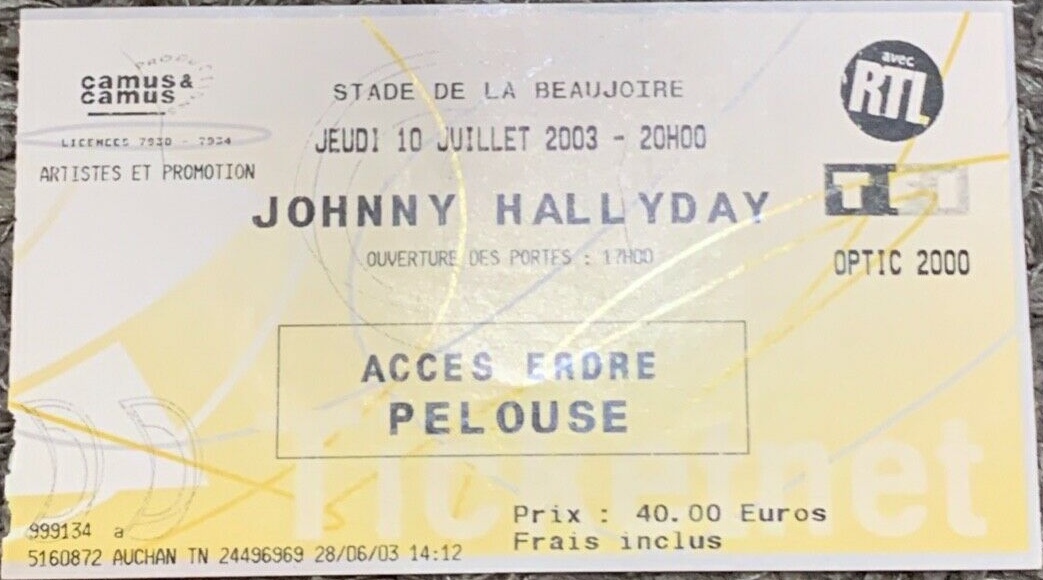 PRODUCTION
camus&
camus
LICENCES 7930 - 7934
ARTISTES ET PROMOTION
STADE DE LA BEAUJOIRE
JEUDI 10 JUILLET 2003 - 20H00
JOHNNY HALLYDAY
OUVERTURE DES PORTES : 17H00
avec
RTL
TF1
OPTIC 2000
ACCES ERDRE
PELOUSE
Ticketnet
Prix : 40.00 Euros
Frais inclus
999134 a
5160872 AUCHAN TN 24496969 28/06/03 14:12